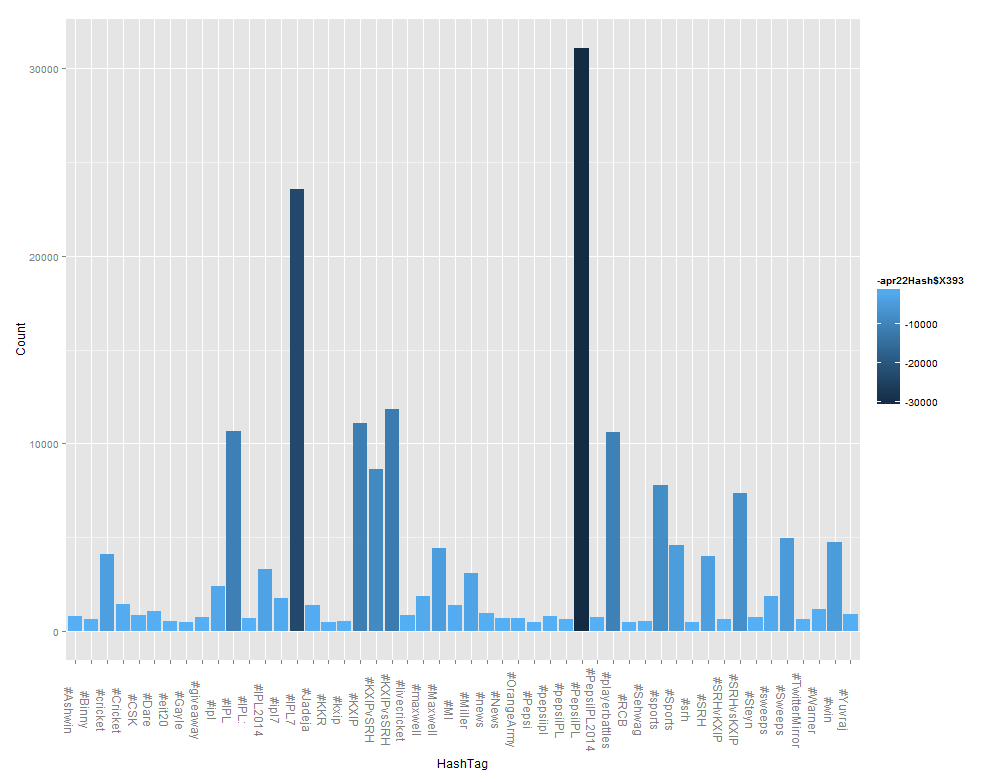 30000
20000
10000
0
Count
#Ashwin
#Binny
#cricket
#Cricket
#CSK
#Dare
#eit20
#Gayle
#giveaway
#ipl
#IPL
#IPL:
#IPL2014
#ipl7
#IPL7
#Jadeja
#KKR
#kxip
#KXIP
#KXIPvSRH
#KXIPvsSRH
#livecricket
#maxwell
#Maxwell
#MI
#Miller
#news
#News
#OrangeArmy
#Pepsi
#pepsiipl
#pepsiIPL
#PepsiIPL
#PepsiIPL2014
#playerbattles
#RCB
#Sehwag
#sports
#Sports
#srh
#SRH
#SRHvKXIP
#SRHvsKXIP
#Steyn
#sweeps
#Sweeps
#TwitterMirror
#Warner
#win
#Yuvraj
HashTag
-apr22Hash$X393
-10000
-20000
-30000